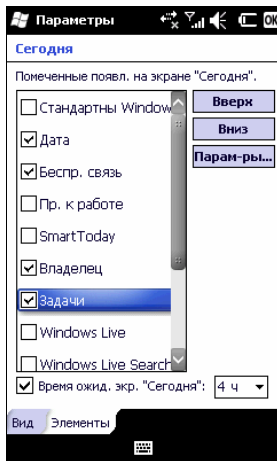 Параметры
OK
Сегодня
Помеченные появл. на экране "Сегодня".
Стандартны Window
Вверх
Дата
Вниз
Беспр. связь
Парам-ры...
Пр. к работе
SmartToday
Владелец
Задачи
Windows Live
Windows Live Search
Время ожид. экр. "Сегодня": 4 ч
Вид Элементы